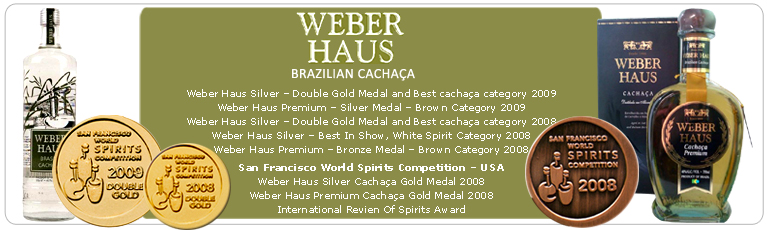 WEBER
HAUS
BRAZILIAN CACHAÇA
Weber Haus Silver – Double Gold Medal and Best cachaça category 2009
Weber Haus Premium – Silver Medal – Brown Category 2009
Weber Haus Silver – Double Gold Medal and Best cachaça category 2008
Weber Haus Silver – Best In Show, White Spirit Category 2008
Weber Haus Premium – Bronze Medal – Brown Category 2008
San Francisco World Spirits Competition – USA
Weber Haus Silver Cachaça Gold Medal 2008
Weber Haus Premium Cachaça Gold Medal 2008
International Revien Of Spirits Award
WEBER
HAUS
BRASIL
CACHA
SAN FRANCISCO
WORLD
SPIRITS
COMPETITION
2009
DOUBLE
GOLD
SAN FRANCISCO
WORLD
SPIRITS
COMPETITION
2008
DOUBLE
GOLD
SAN FRANCISCO
WORLD
SPIRITS
COMPETITION
2008
WEBER
HAUS
CACHAÇA
WEBER
HAUS
Cachaça
Premium